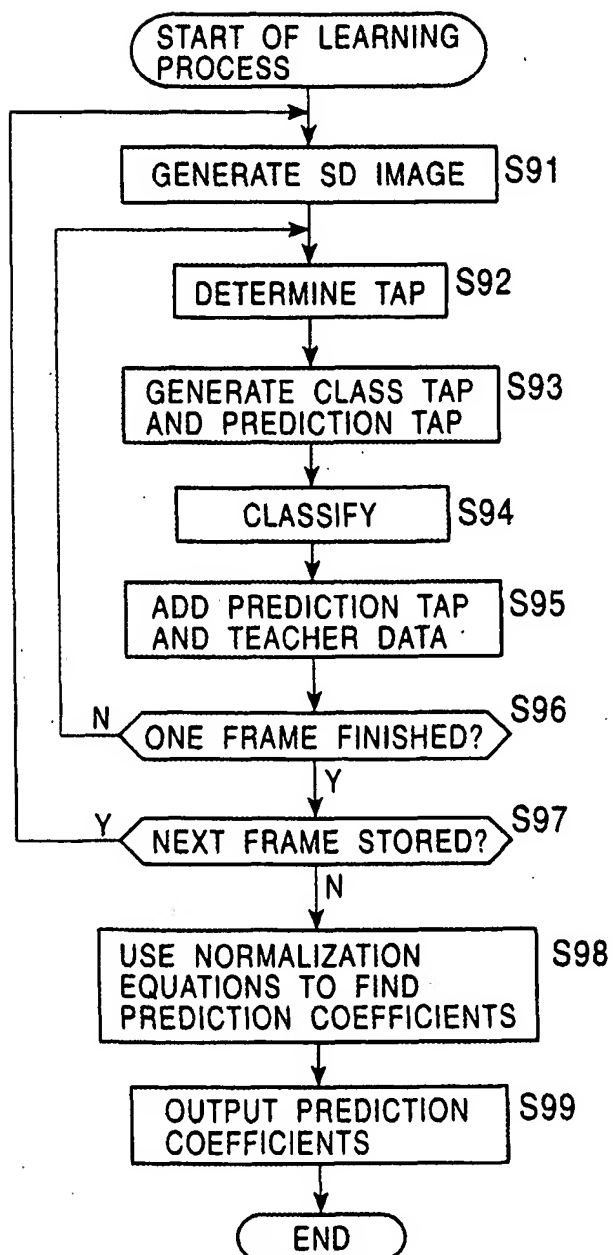 START OF LEARNING
PROCESS
GENERATE SD IMAGE
S91
DETERMINE TAP
S92
GENERATE CLASS TAP
AND PREDICTION TAP
S93
CLASSIFY
S94
ADD PREDICTION TAP
AND TEACHER DATA
S95
N
ONE FRAME FINISHED?
S96
Y
Y
NEXT FRAME STORED?
S97
N
USE NORMALIZATION
EQUATIONS TO FIND
PREDICTION COEFFICIENTS
S98
OUTPUT PREDICTION
COEFFICIENTS
S99
END